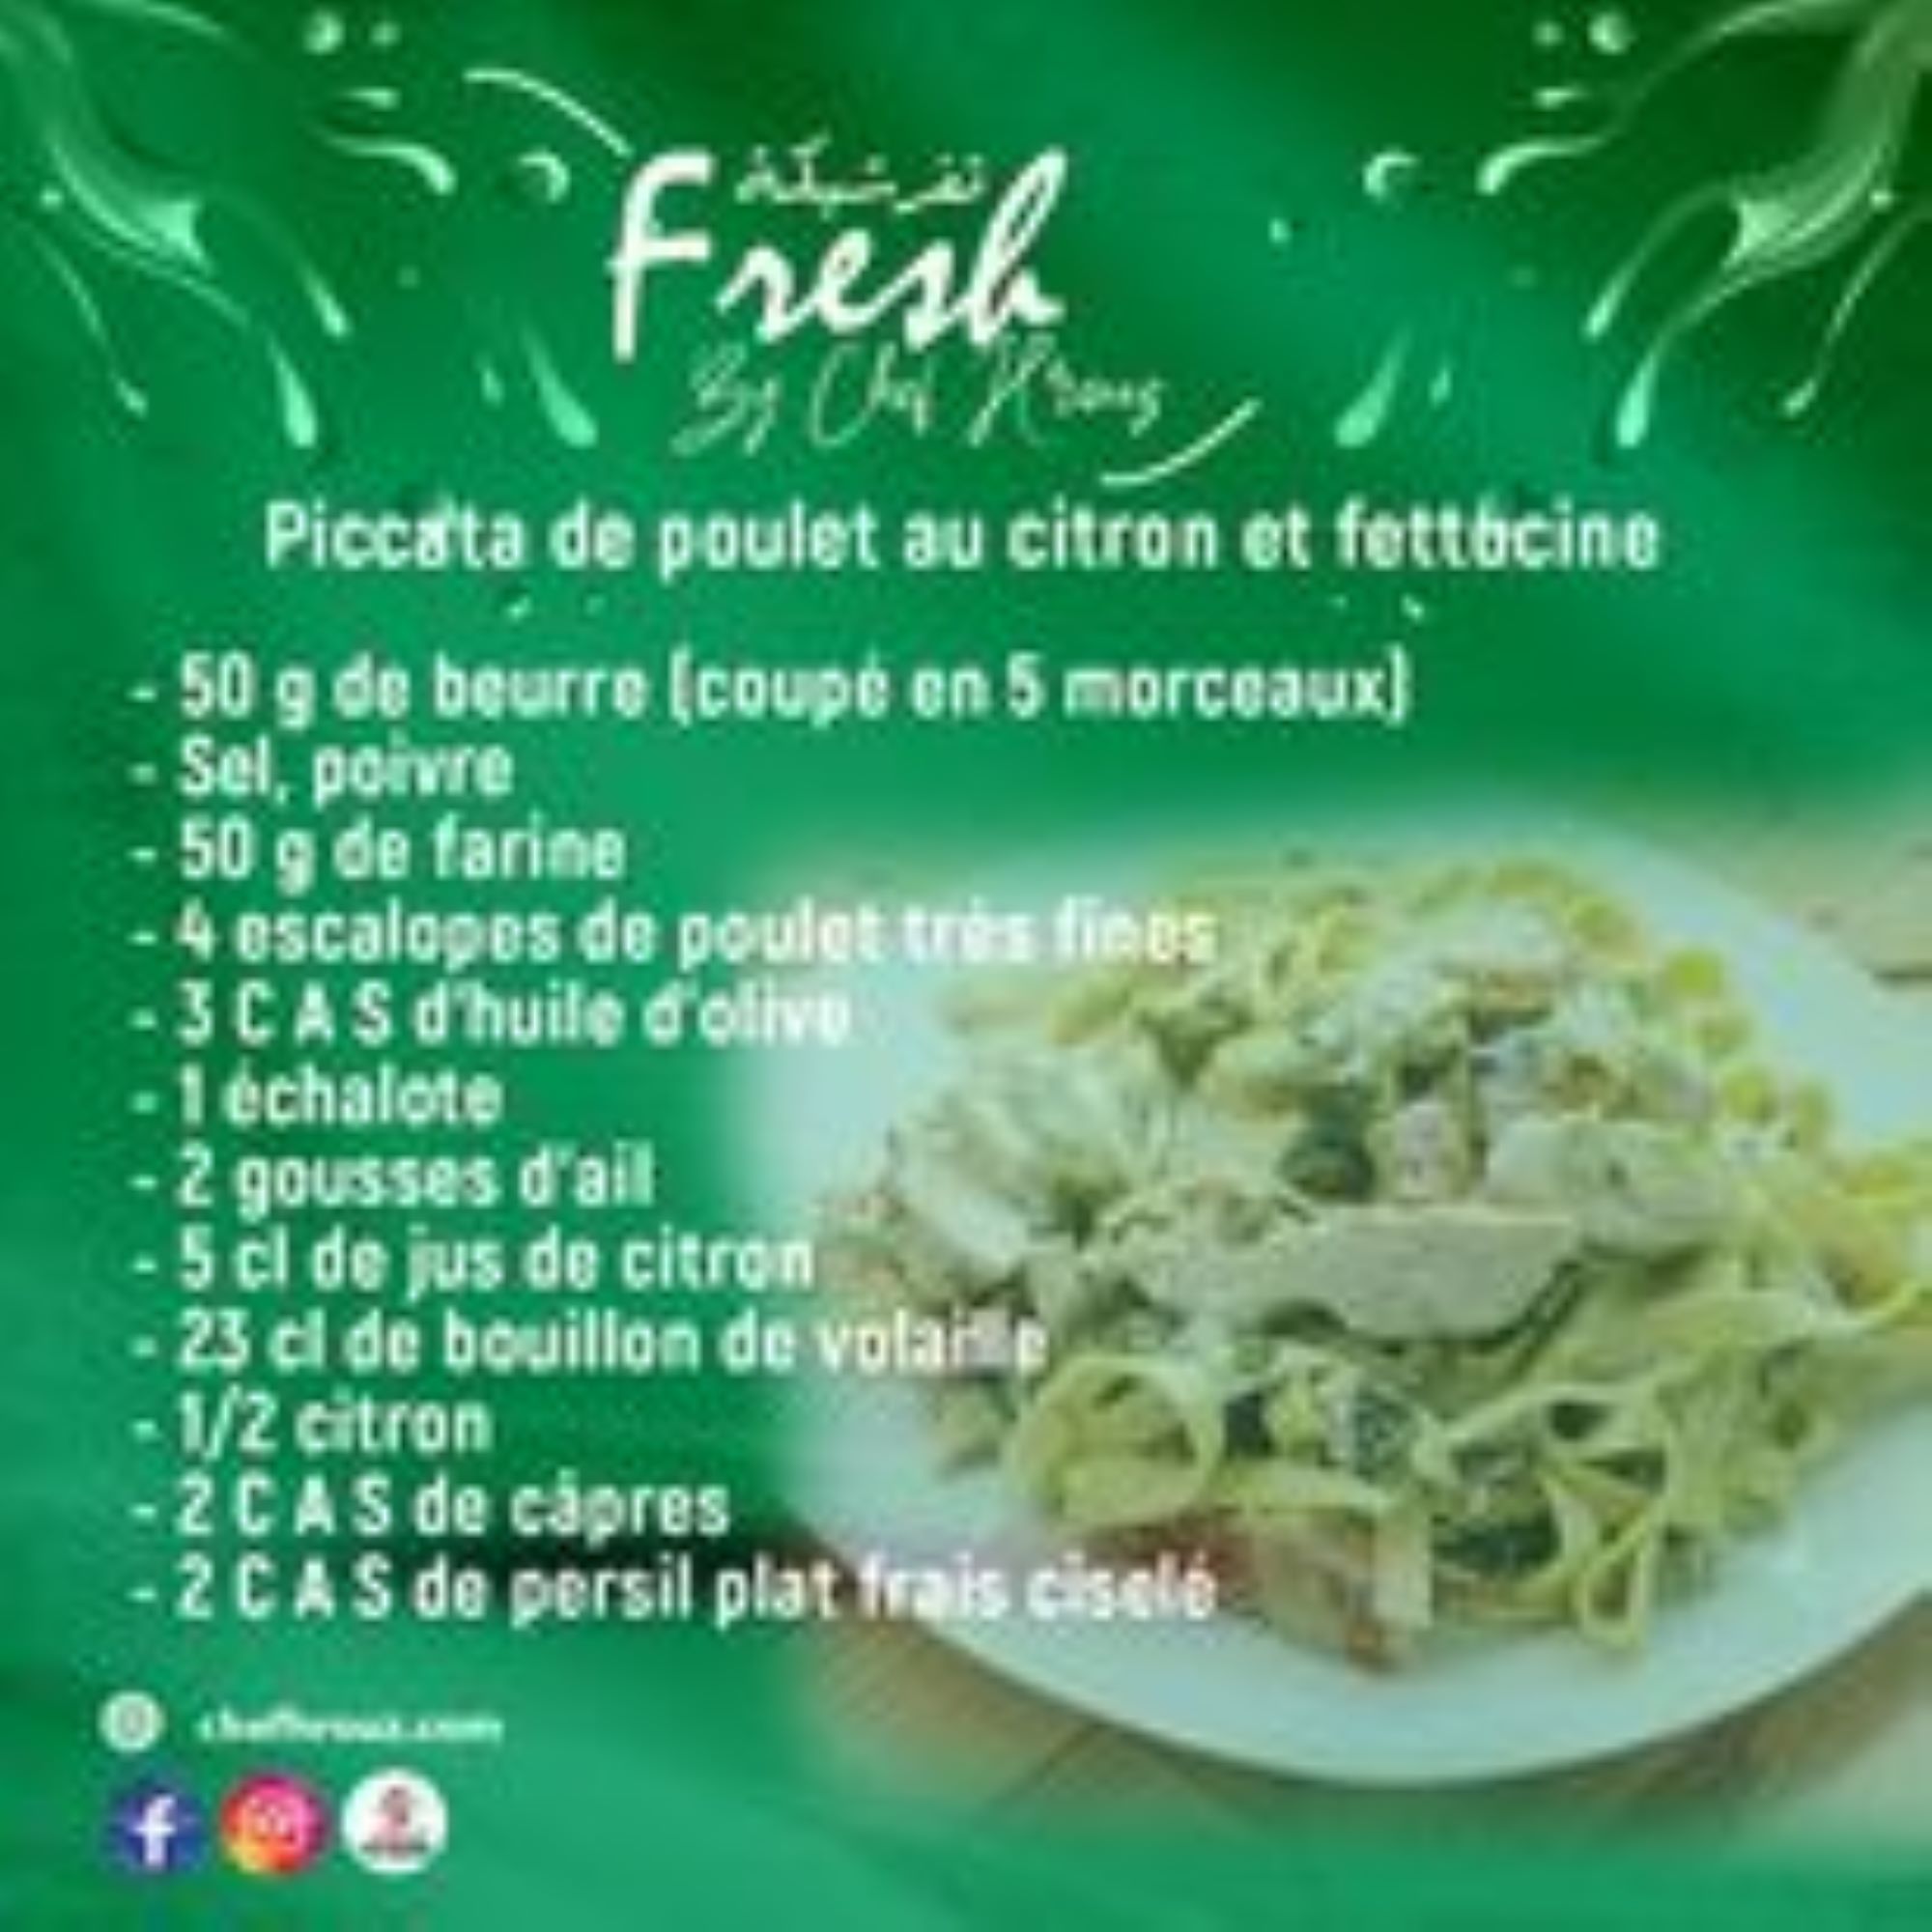 Fresh
By Chef
Piccata de poulet au citron et fettucine
- 50 g de beurre (coupé en 5 morceaux)
- Sel, poivre
- 50 g de farine
- 4 escalopes de poulet très fines
- 3 C A S d'huile d'olive
- 1 échalote
- 2 gousses d'ail
- 5 cl de jus de citron
- 23 cl de bouillon de volaille
- 1/2 citron
- 2 C A S de câpres
- 2 C A S de persil plat frais ciselé